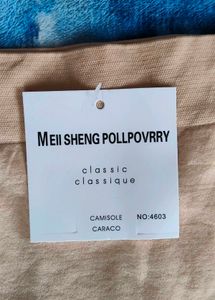 MEII SHENG POLLPOVRRY
classic
classique
CAMISOLE NO:4603
CARACO